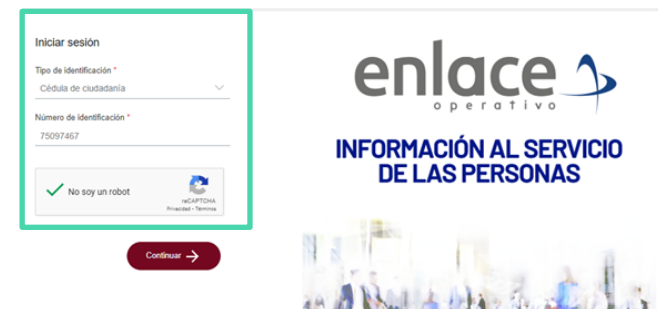 Iniciar sesión
Tipo de identificación *
Cédula de ciudadanía
Número de identificación *
75097467
No soy un robot
reCAPTCHA
Privacidad - Términos
Continuar →
enlace
operativo
INFORMACIÓN AL SERVICIO
DE LAS PERSONAS